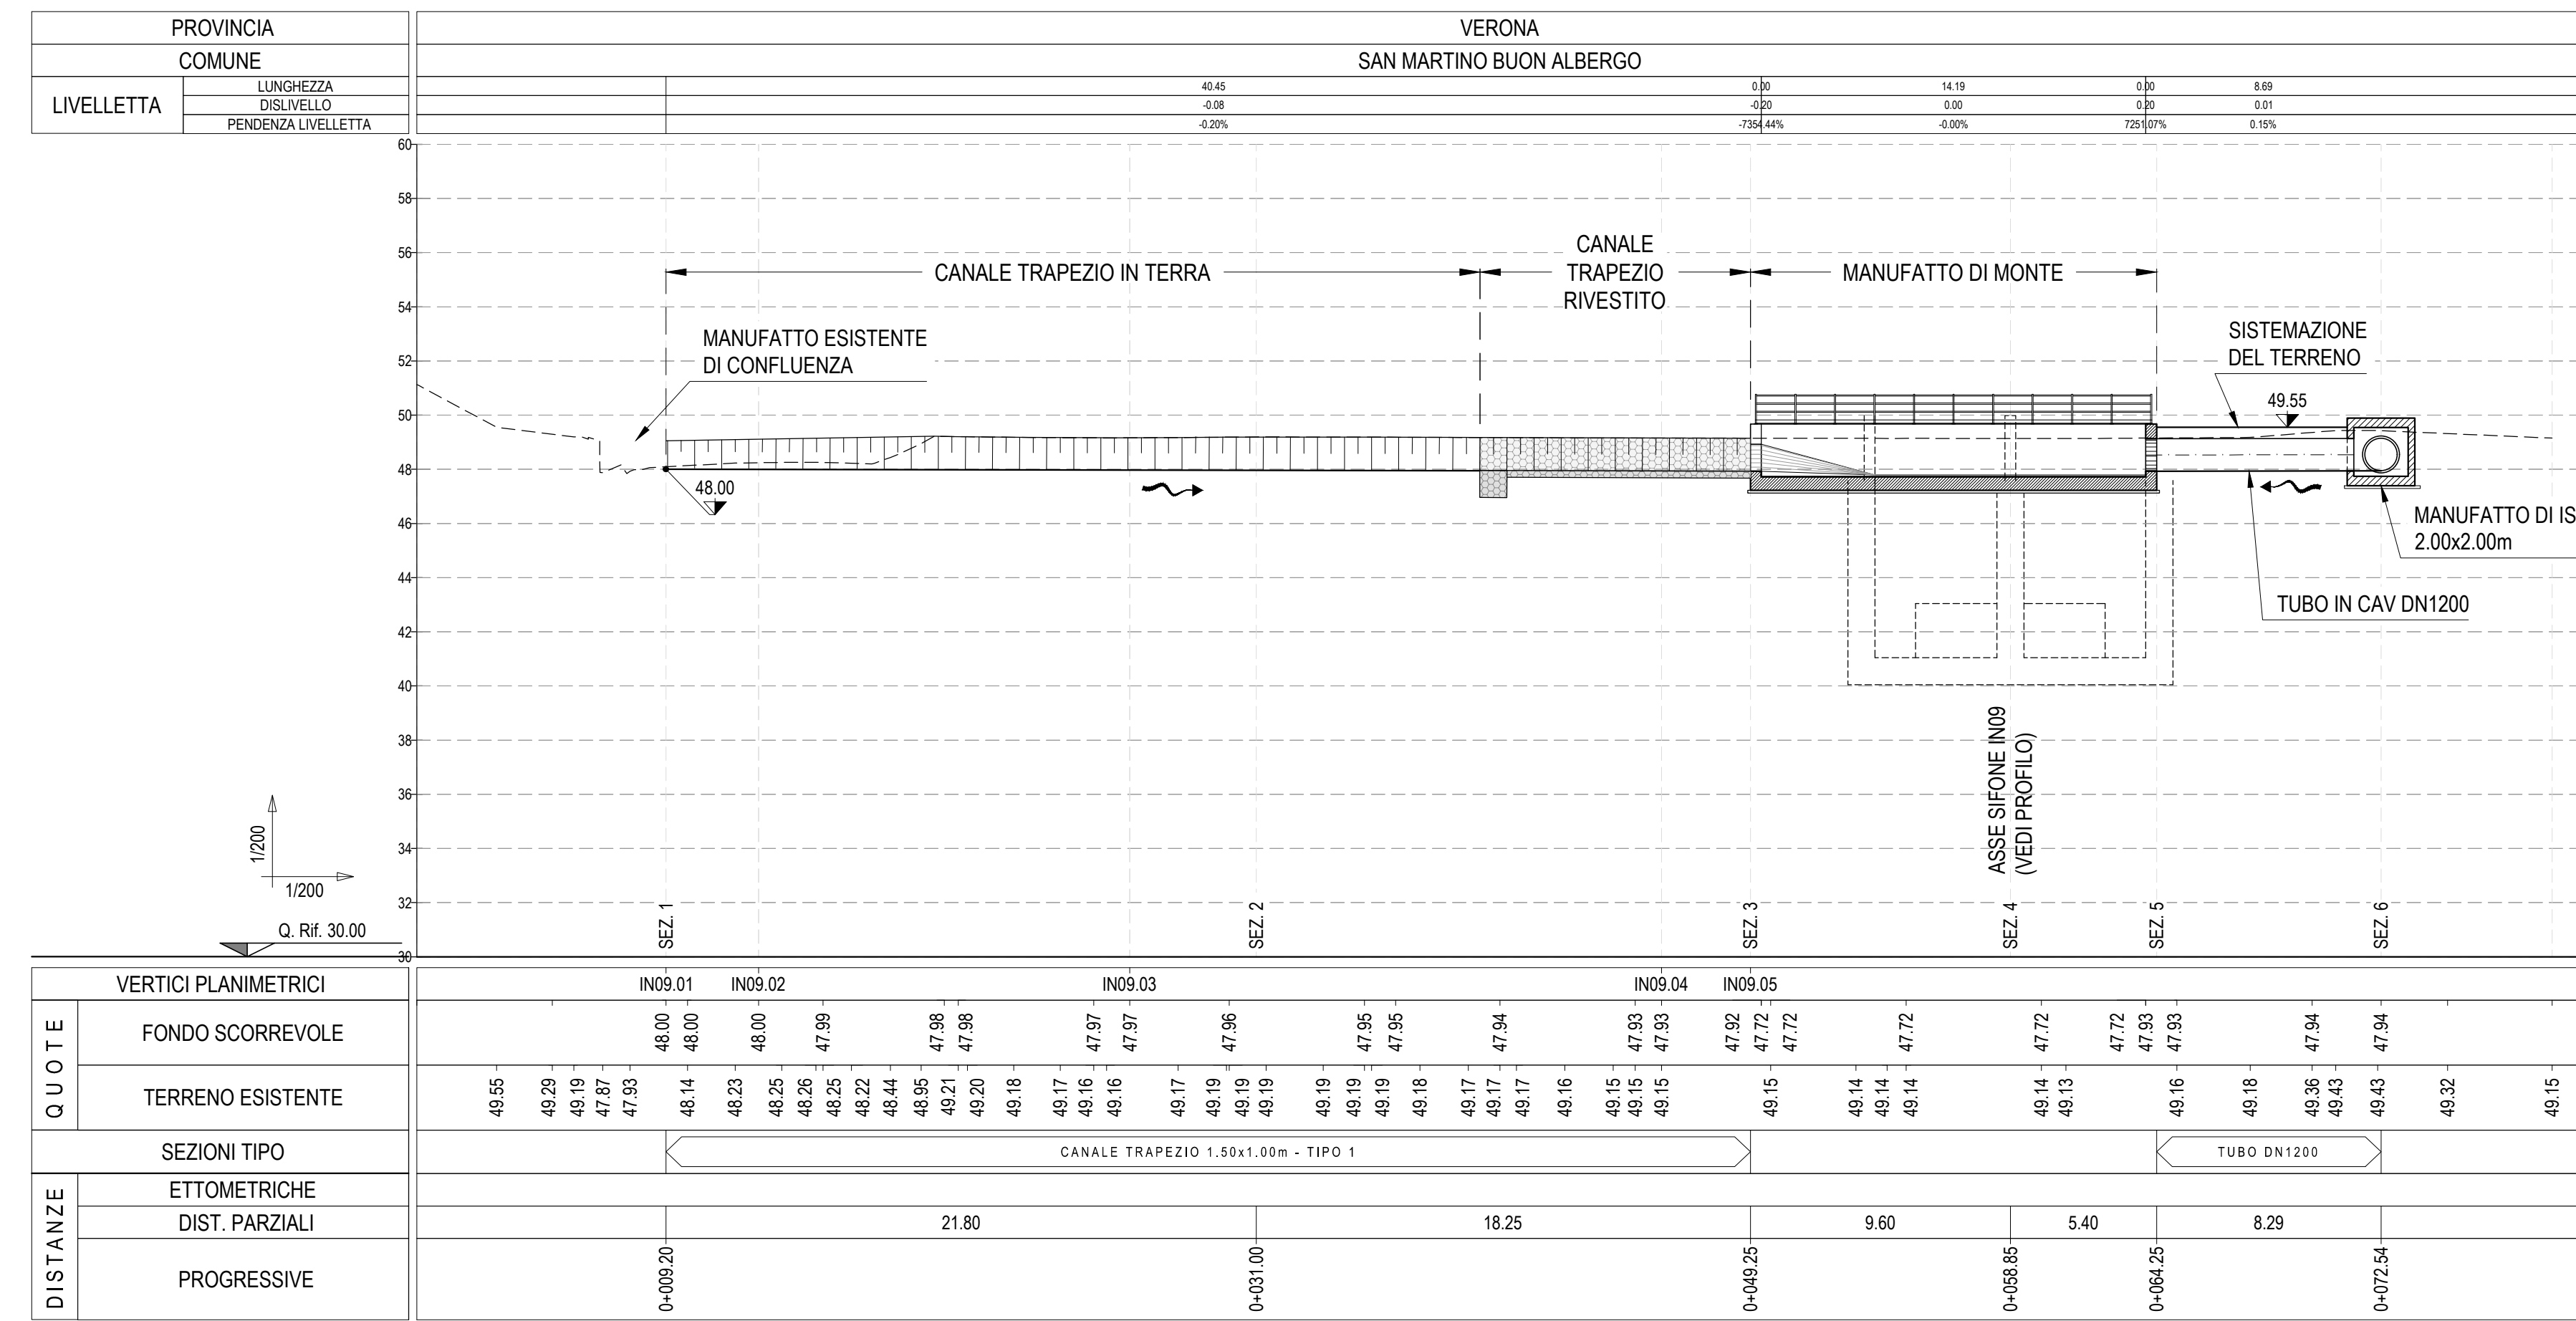 PROVINCIA
VERONA
COMUNE
SAN MARTINO BUON ALBERGO
LIVELLETTA
LUNGHEZZA
40.45 0.00 14.19 0.00 8.69
DISLIVELLO
-0.08 -0.20 0.00 0.20 0.01
PENDENZA LIVELLETTA
-0.20% -7354.44% -0.00% 7251.07% 0.15%
60
58
56
54
52
50
48
46
44
42
40
38
36
34
32
30
CANALE TRAPEZIO IN TERRA
CANALE
TRAPEZIO
RIVESTITO
MANUFATTO DI MONTE
MANUFATTO ESISTENTE
DI CONFLUENZA
SISTEMAZIONE
DEL TERRENO
49.55
48.00
MANUFATTO DI IS
2.00x2.00m
TUBO IN CAV DN1200
ASSE SIFONE IN09
(VEDI PROFILO)
1/200
1/200
Q. Rif. 30.00
SEZ. 1
SEZ. 2
SEZ. 3
SEZ. 4
SEZ. 5
SEZ. 6
VERTICI PLANIMETRICI
IN09.01 IN09.02 IN09.03 IN09.04 IN09.05
QUOTE
FONDO SCORREVOLE
48.00 48.00 48.00 47.99 47.98 47.98 47.97 47.97 47.96 47.95 47.95 47.94 47.93 47.93 47.92 47.72 47.72 47.72 47.72 47.72 47.93 47.93 47.94 47.94
TERRENO ESISTENTE
49.55 49.29 49.19 47.87 47.93 48.14 48.23 48.25 48.26 48.25 48.22 48.44 48.95 49.21 49.20 49.18 49.17 49.16 49.16 49.17 49.19 49.19 49.19 49.19 49.19 49.19 49.18 49.17 49.17 49.17 49.16 49.15 49.15 49.15 49.15 49.14 49.14 49.14 49.14 49.13 49.16 49.18 49.36 49.43 49.43 49.32 49.15
SEZIONI TIPO
CANALE TRAPEZIO 1.50x1.00m - TIPO 1
TUBO DN1200
DISTANZE
ETTOMETRICHE
DIST. PARZIALI
21.80 18.25 9.60 5.40 8.29
PROGRESSIVE
0+009.20 0+031.00 0+049.25 0+058.85 0+064.25 0+072.54